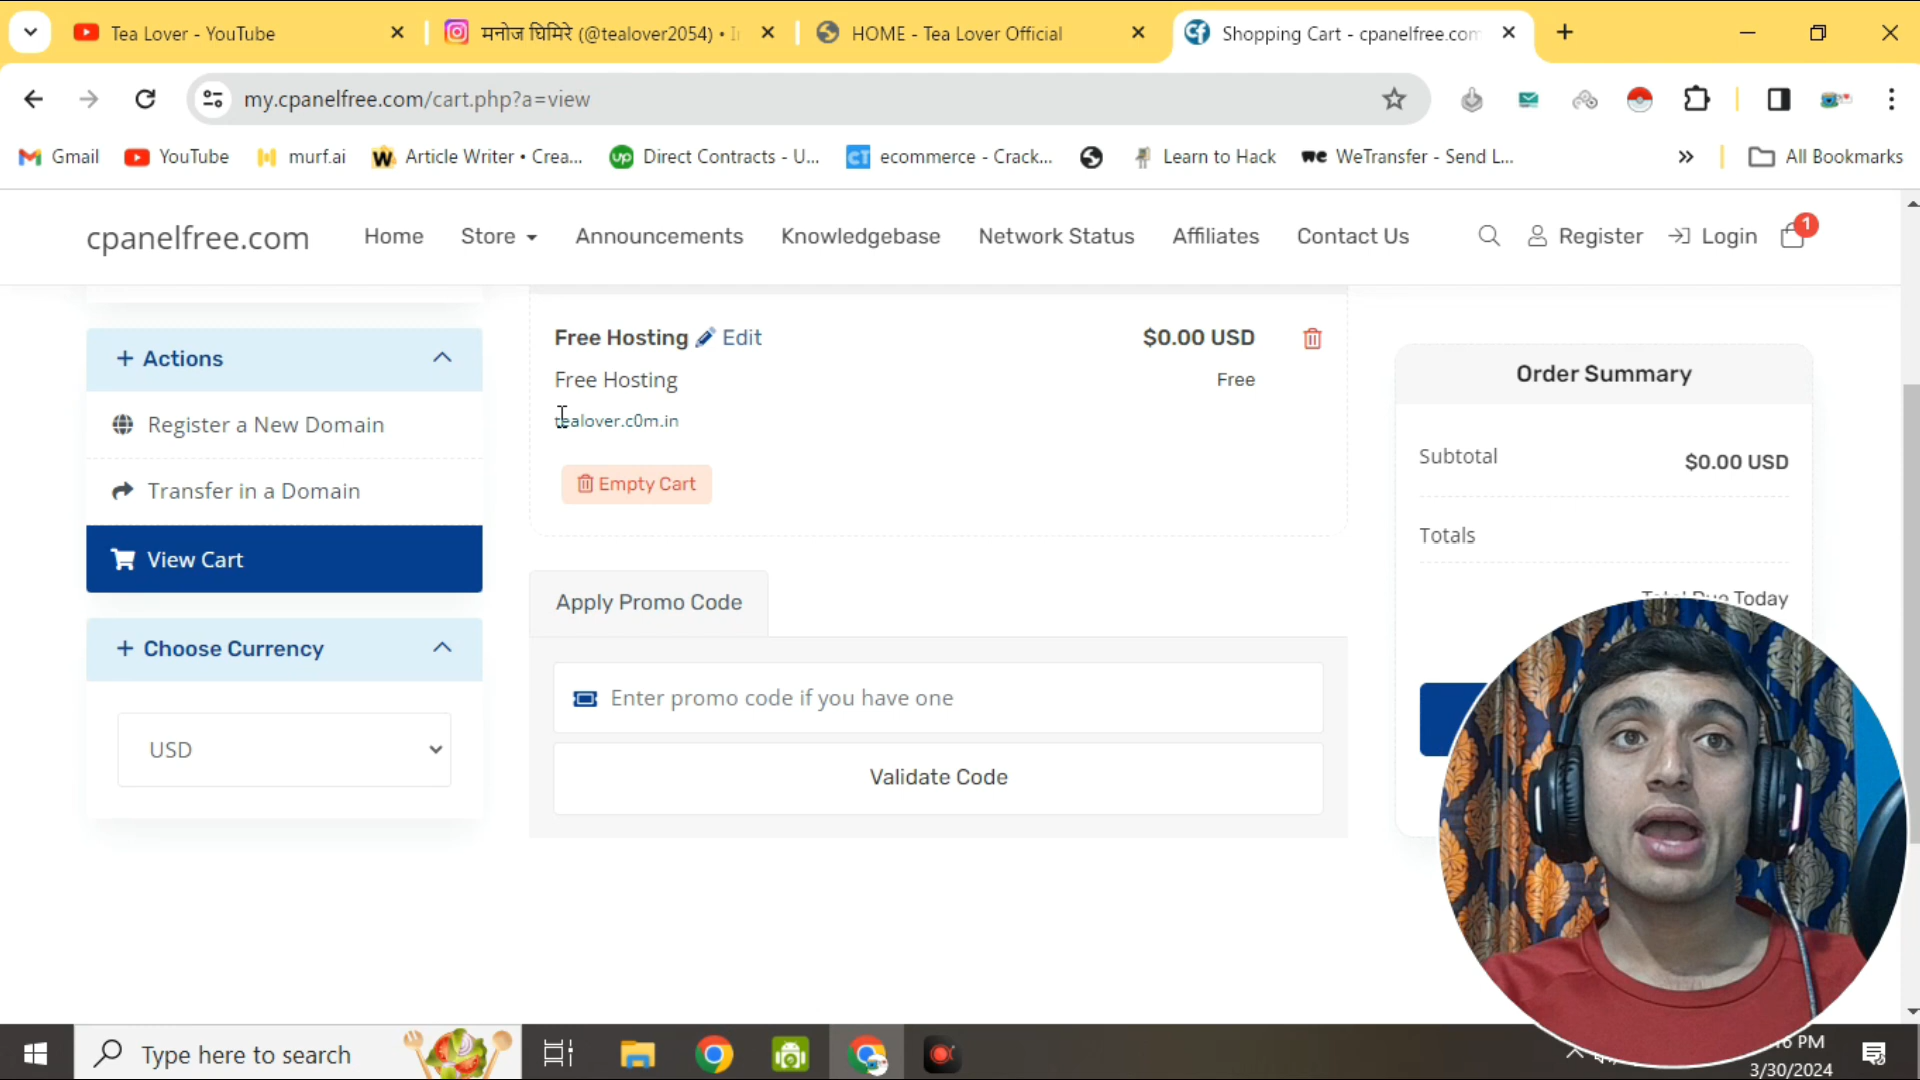 Tea Lover - YouTube
मनोज घिमिरे (@tealover2054) •
HOME - Tea Lover Official
Shopping Cart - cpanelfree.com
my.cpanelfree.com/cart.php?a=view
Gmail
YouTube
murf.ai
Article Writer • Crea...
Direct Contracts - U...
ecommerce - Crack...
Learn to Hack
WeTransfer - Send L...
All Bookmarks
cpanelfree.com
Home
Store
Announcements
Knowledgebase
Network Status
Affiliates
Contact Us
Register
Login
1
+ Actions
Register a New Domain
Transfer in a Domain
View Cart
+ Choose Currency
USD
Free Hosting Edit
$0.00 USD
Free Hosting
Free
tealover.c0m.in
Empty Cart
Apply Promo Code
Enter promo code if you have one
Validate Code
Order Summary
Subtotal
$0.00 USD
Totals
Total Due Today
Type here to search
PM
3/30/2024